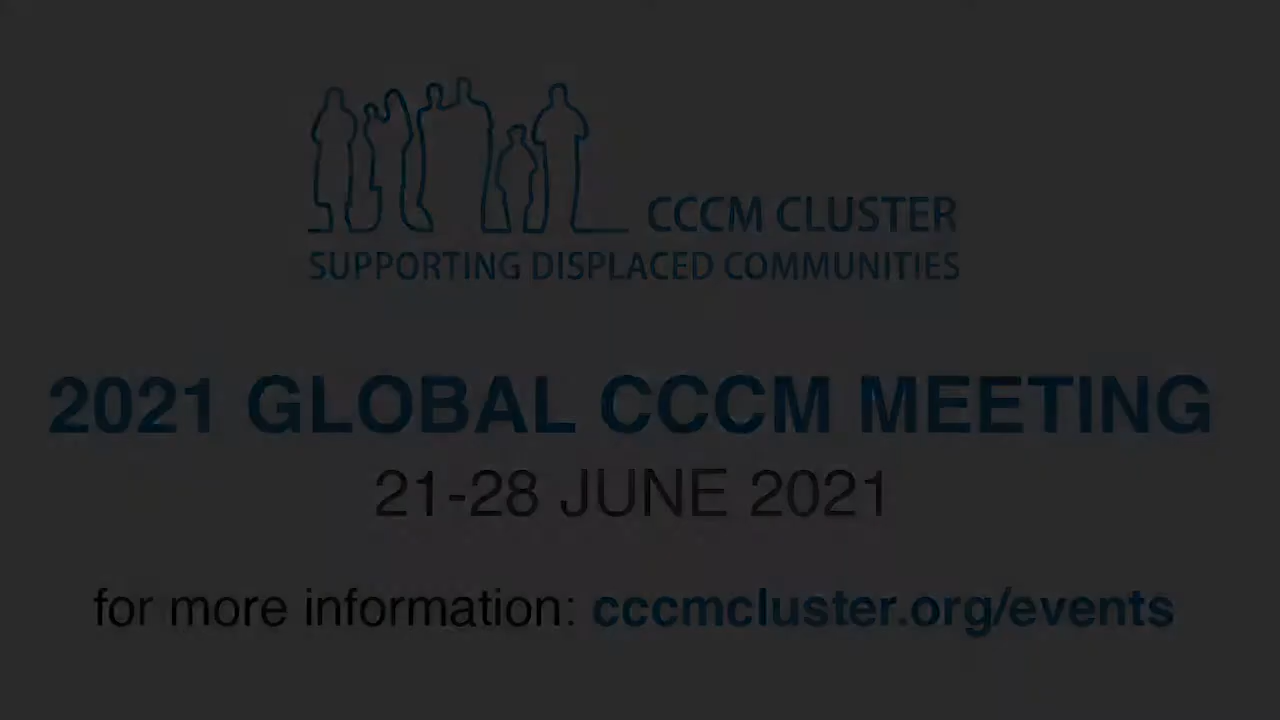 CCCM CLUSTER
SUPPORTING DISPLACED COMMUNITIES
2021 GLOBAL CCCM MEETING
21-28 JUNE 2021
for more information: cccmcluster.org/events